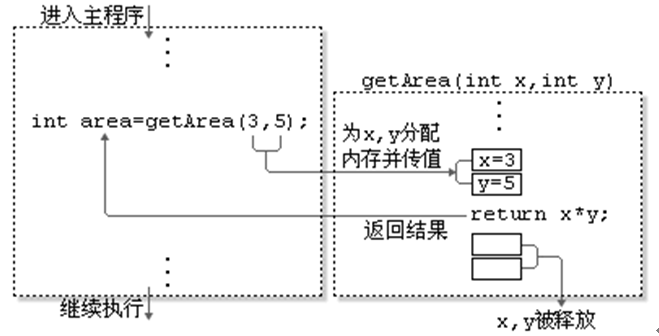 进入主程序
getArea(int x,int y)
int area=getArea(3,5);
为x,y分配
内存并传值
x=3
y=5
return x*y;
返回结果
继续执行
x,y被释放